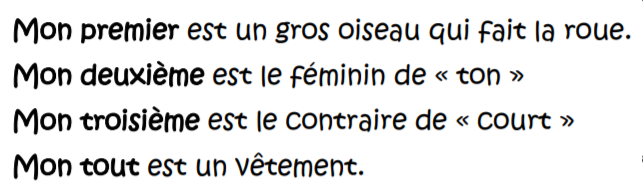 Mon premier est un gros oiseau qui fait la roue.
Mon deuxième est le féminin de « ton »
Mon troisième est le contraire de « court »
Mon tout est un vêtement.